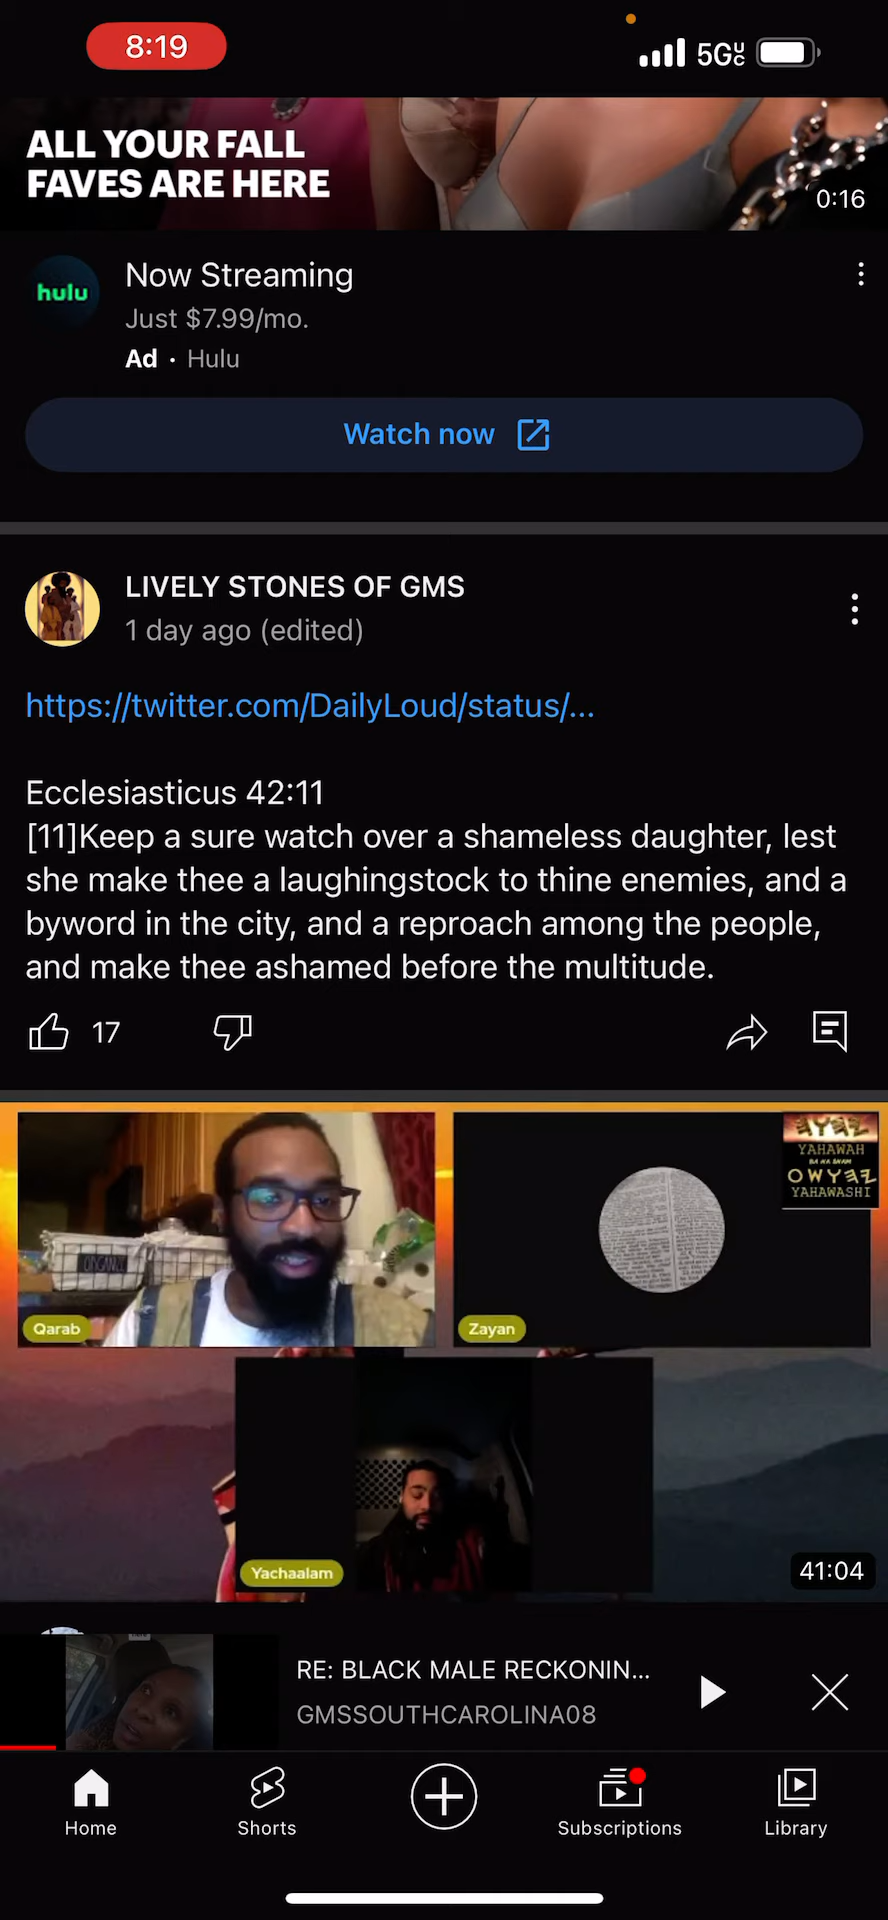 8:19
5GUC
ALL YOUR FALL
FAVES ARE HERE
0:16
hulu
Now Streaming
Just $7.99/mo.
Ad · Hulu
Watch now
LIVELY STONES OF GMS
1 day ago (edited)
https://twitter.com/DailyLoud/status/...
Ecclesiasticus 42:11
[11]Keep a sure watch over a shameless daughter, lest
she make thee a laughingstock to thine enemies, and a
byword in the city, and a reproach among the people,
and make thee ashamed before the multitude.
17
YAHAWAH
YAHAWASHI
Qarab
Zayan
Yachaalam
41:04
RE: BLACK MALE RECKONIN...
GMSSOUTHCAROLINA08
Home
Shorts
Subscriptions
Library